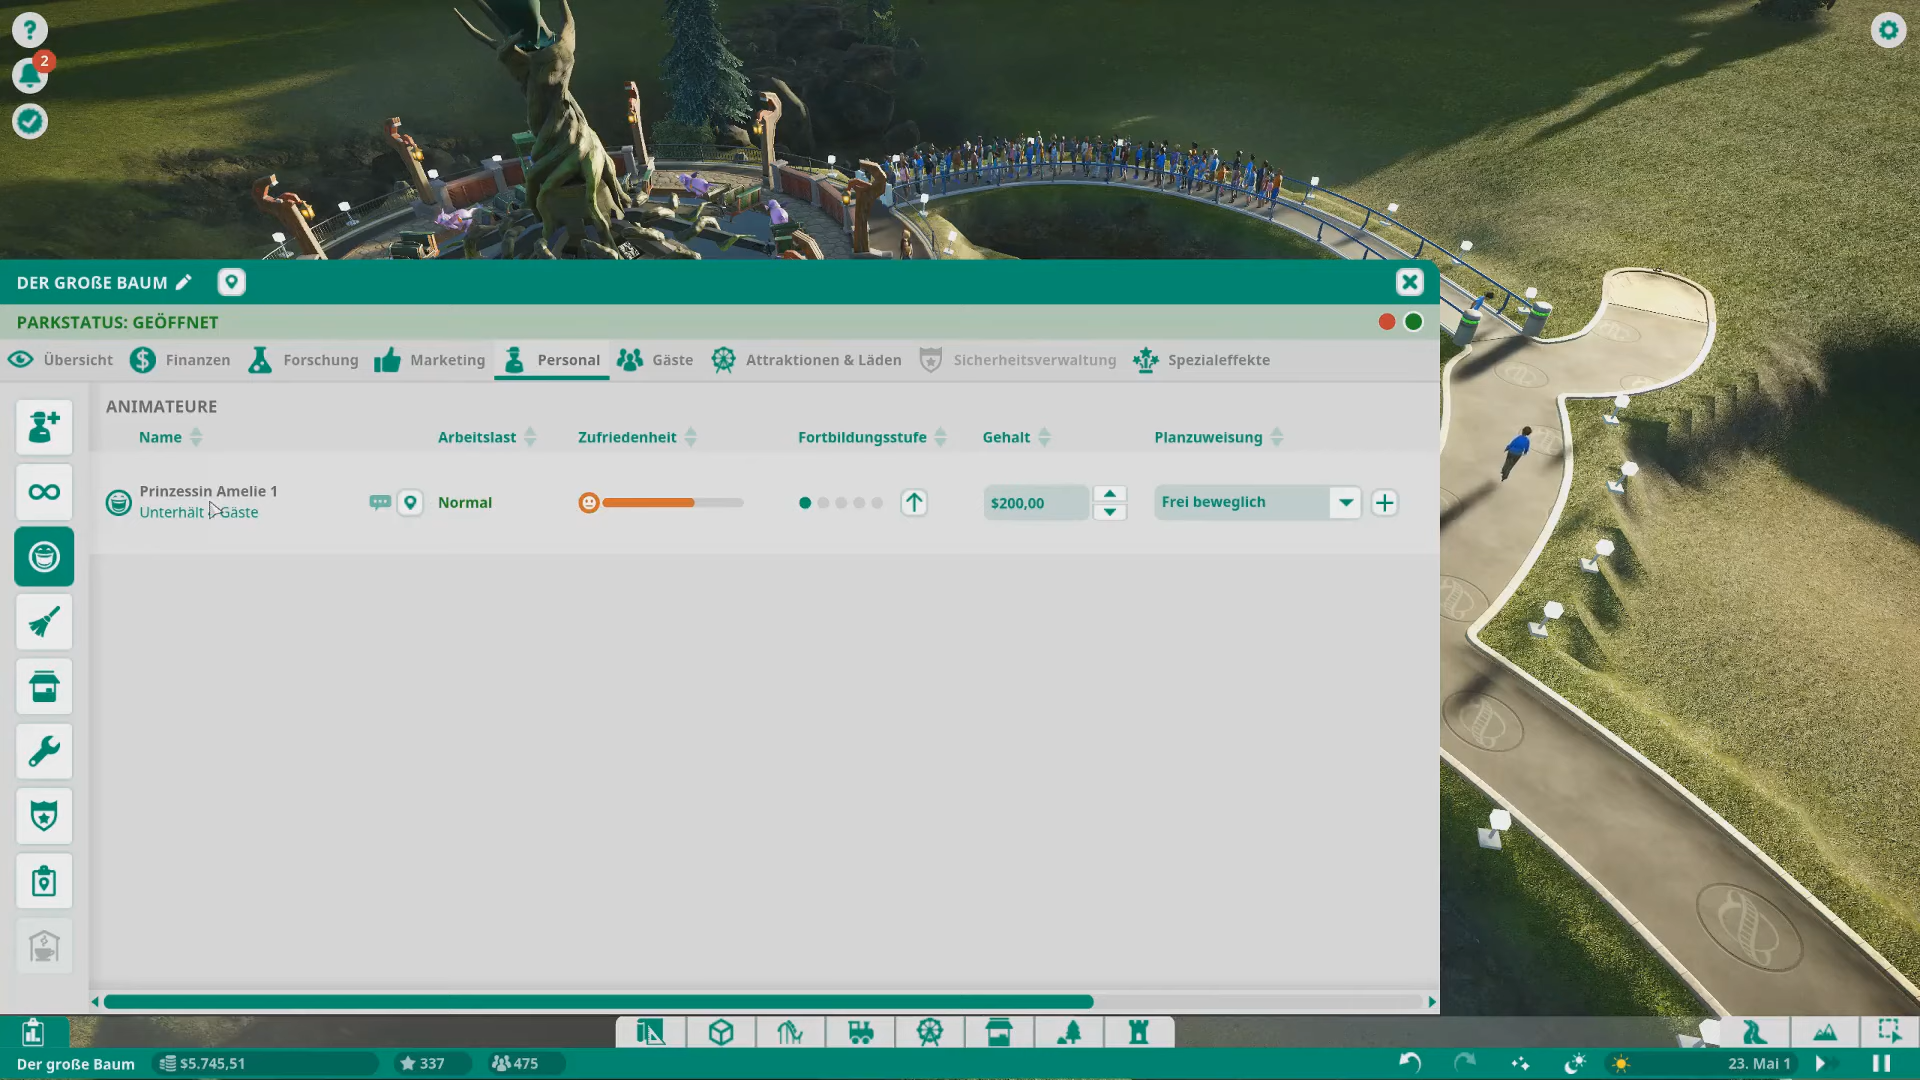 ?
2
DER GROßE BAUM
PARKSTATUS: GEÖFFNET
Übersicht Finanzen Forschung Marketing Personal Gäste Attraktionen & Läden Sicherheitsverwaltung Spezialeffekte
ANIMATEURE
Name Arbeitslast Zufriedenheit Fortbildungsstufe Gehalt Planzuweisung
Prinzessin Amelie 1
Unterhält Gäste
Normal $200,00 Frei beweglich
Der große Baum $5.745,51 337 475 23. Mai 1